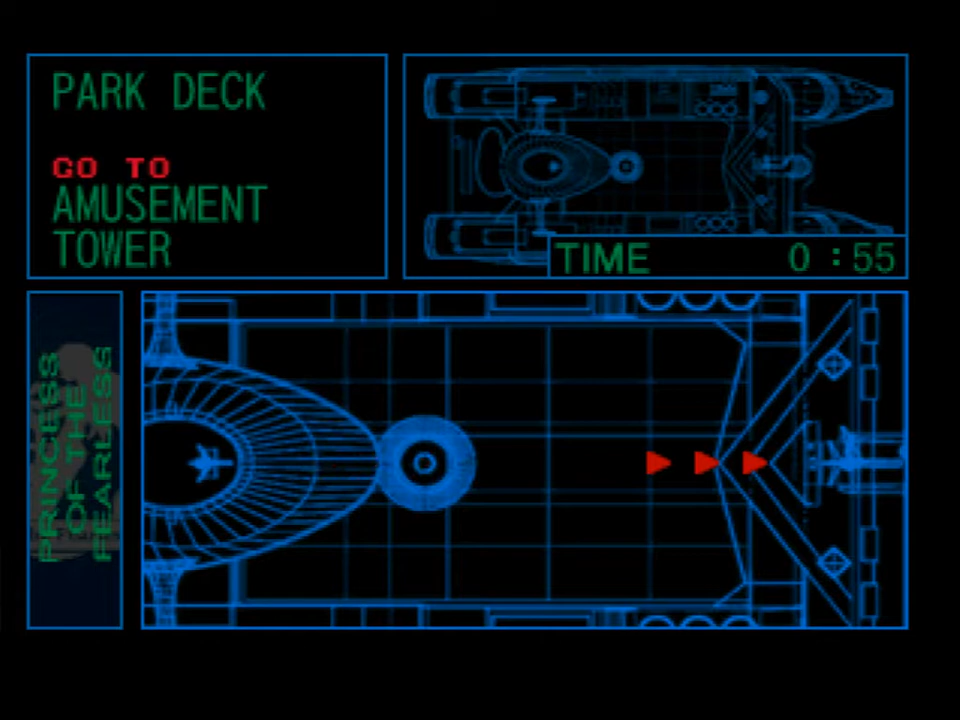 PARK DECK
GO TO
AMUSEMENT
TOWER
TIME 0 : 55
PRINCESS
OF THE
FEARLESS